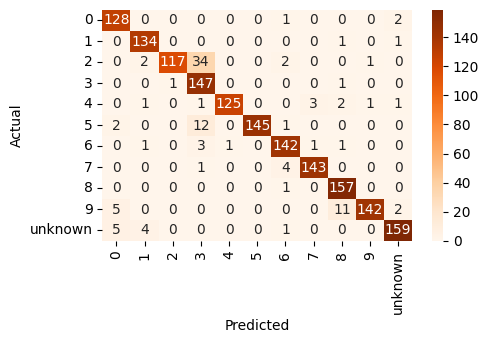 0 128 0 0 0 0 0 1 0 0 0 2
1 0 134 0 0 0 0 0 0 1 0 1
2 0 2 117 34 0 0 2 0 0 1 0
3 0 0 1 147 0 0 0 0 1 0 0
4 0 1 0 1 125 0 0 3 2 1 1
5 2 0 0 12 0 145 1 0 0 0 0
6 0 1 0 3 1 0 142 1 1 0 0
7 0 0 0 1 0 0 4 143 0 0 0
8 0 0 0 0 0 0 1 0 157 0 0
9 5 0 0 0 0 0 0 0 11 142 2
unknown 5 4 0 0 0 0 1 0 0 0 159
0 1 2 3 4 5 6 7 8 9 unknown
Predicted
Actual
140
120
100
80
60
40
20
0